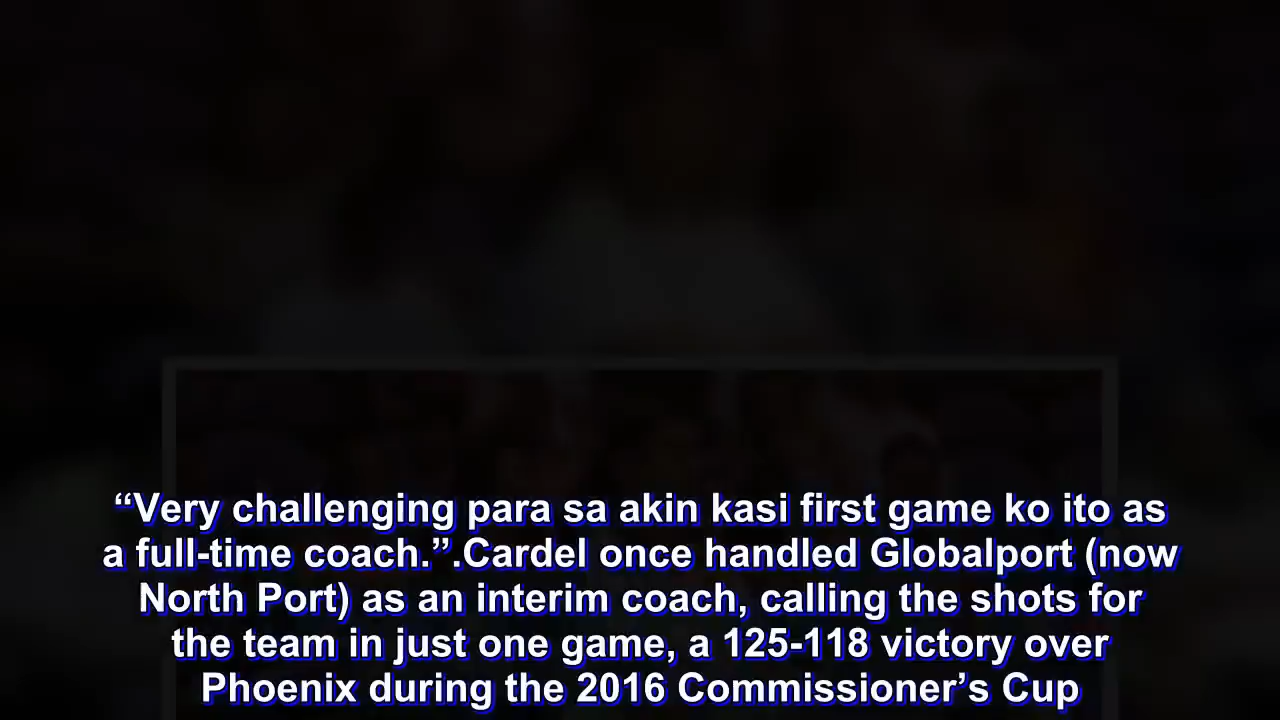 “Very challenging para sa akin kasi first game ko ito as
a full-time coach.”.Cardel once handled Globalport (now
North Port) as an interim coach, calling the shots for
the team in just one game, a 125-118 victory over
Phoenix during the 2016 Commissioner’s Cup